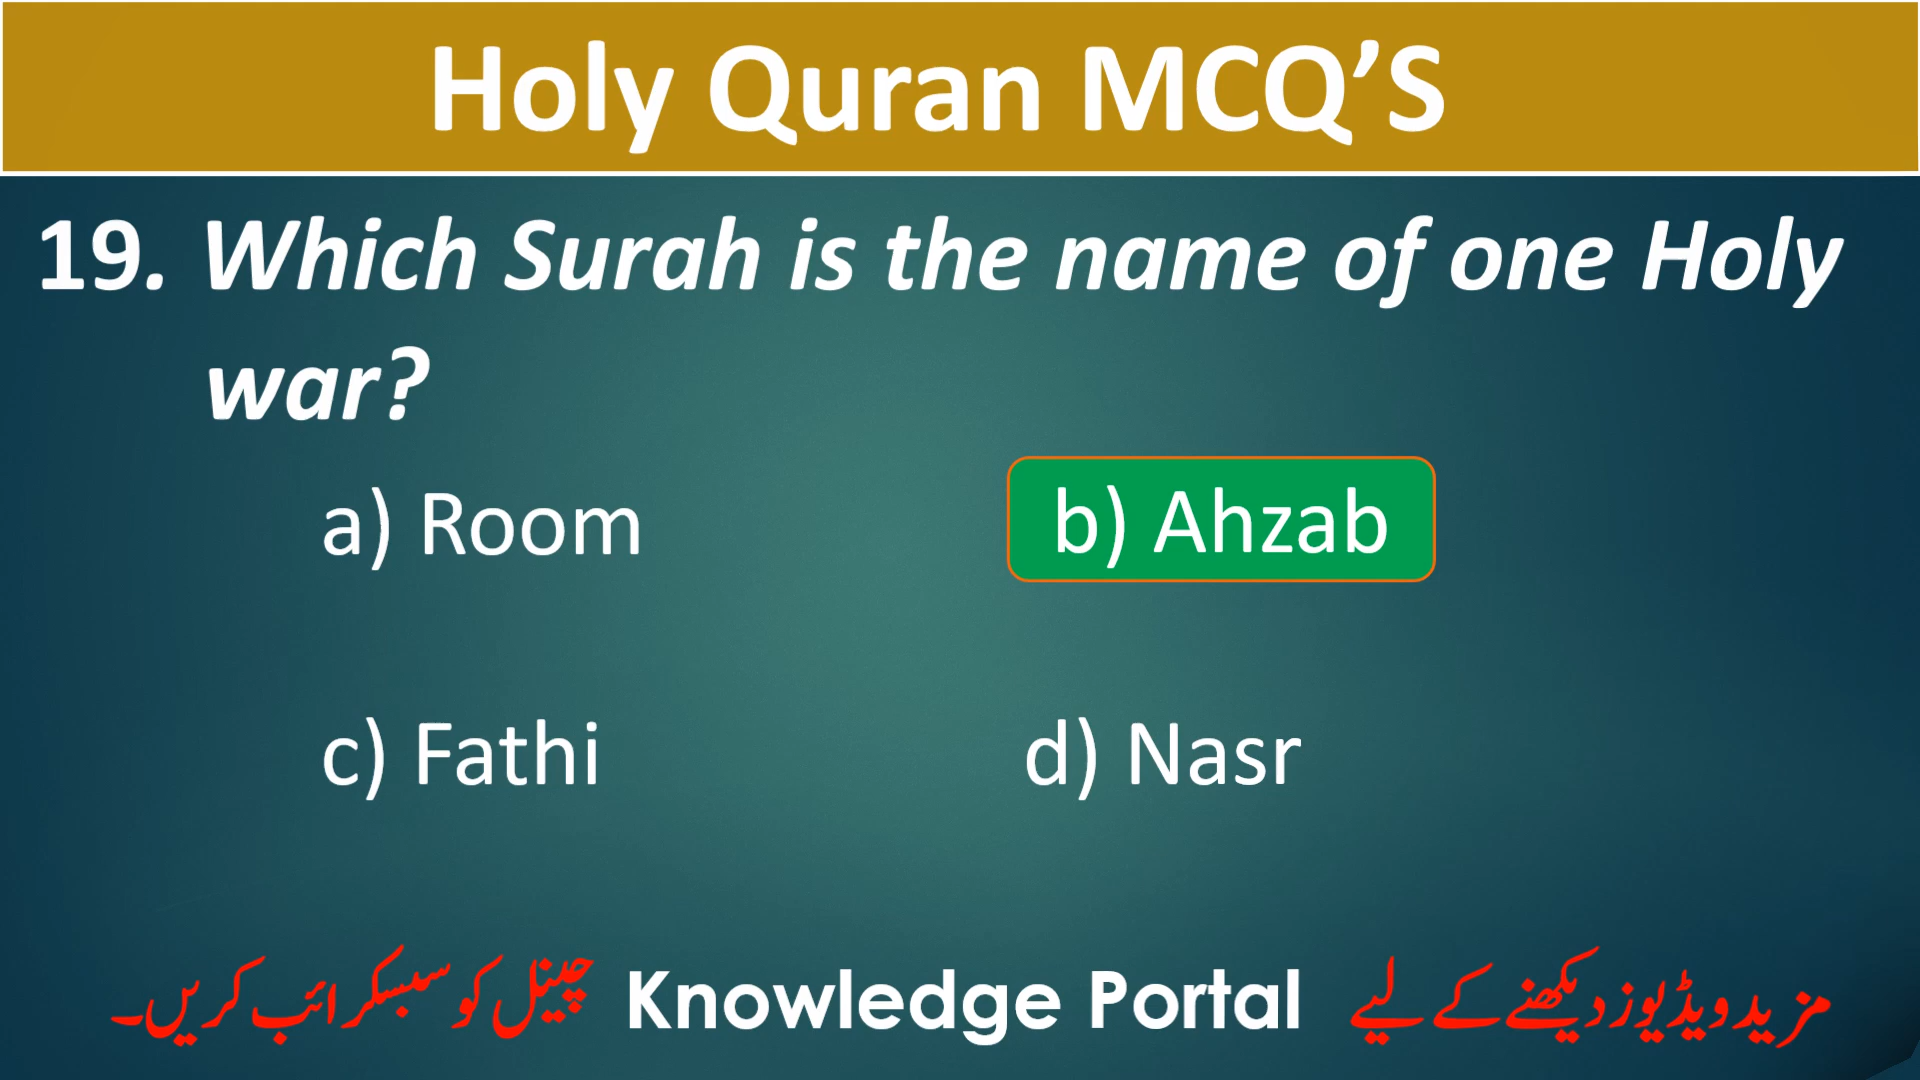 Holy Quran MCQ’S
19. Which Surah is the name of one Holy
war?
a) Room
b) Ahzab
c) Fathi
d) Nasr
مزید ویڈیوز دیکھنے کے لیے Knowledge Portal چینل کو سبسکرائب کریں۔